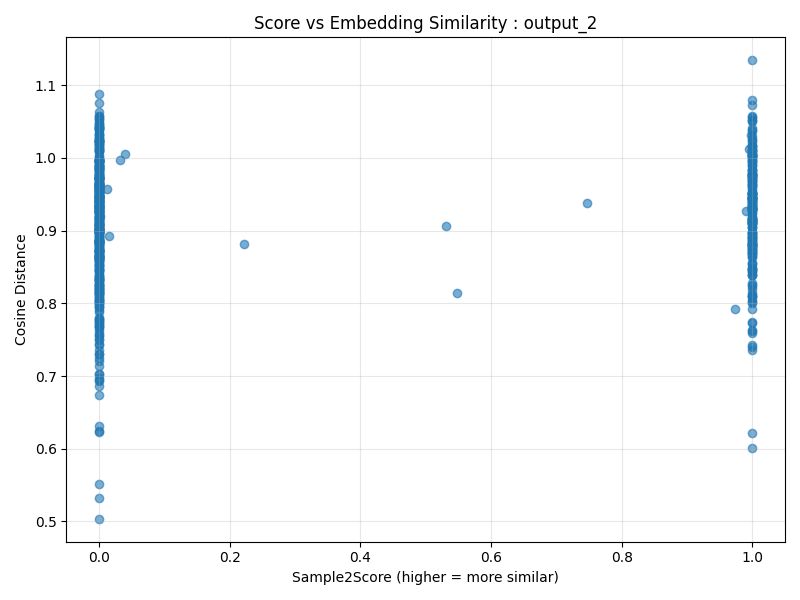 Score vs Embedding Similarity : output_2
Cosine Distance
1.1
1.0
0.9
0.8
0.7
0.6
0.5
0.0 0.2 0.4 0.6 0.8 1.0
Sample2Score (higher = more similar)